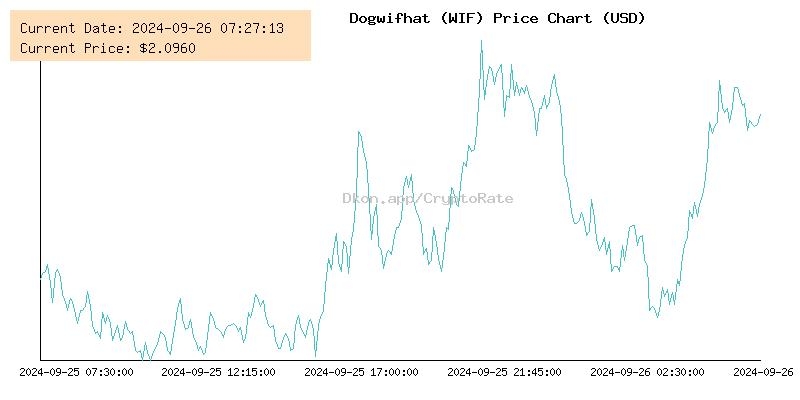 Dogwifhat (WIF) Price Chart (USD)
Current Date: 2024-09-26 07:27:13
Current Price: $2.0960
Dkon.app/CryptoRate
2024-09-25 07:30:00 2024-09-25 12:15:00 2024-09-25 17:00:00 2024-09-25 21:45:00 2024-09-26 02:30:00 2024-09-26